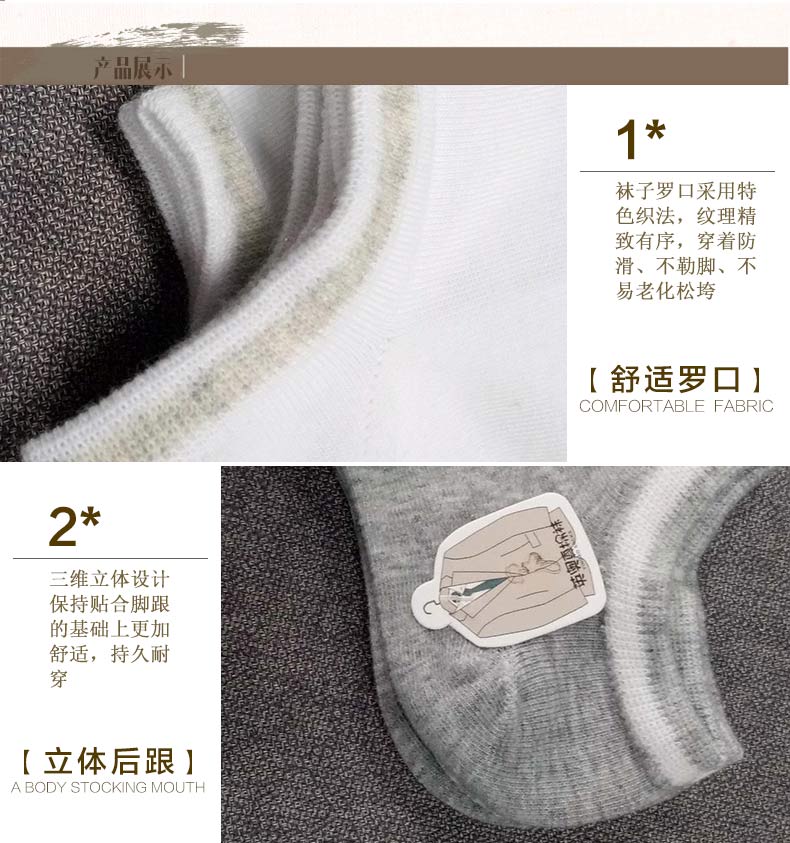 产品展示
1*
袜子罗口采用特
色织法，纹理精
致有序，穿着防
滑、不勒脚、不
易老化松垮
【舒适罗口】
COMFORTABLE FABRIC
2*
三维立体设计
保持贴合脚跟
的基础上更加
舒适，持久耐
穿
【立体后跟】
A BODY STOCKING MOUTH